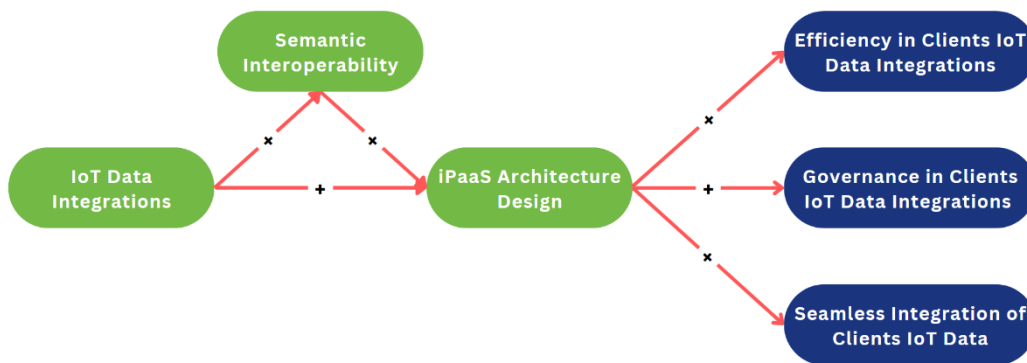 Semantic
Interoperability
Efficiency in Clients IoT
Data Integrations
×
×
×
IoT Data
Integrations
+
iPaaS Architecture
Design
+
Governance in Clients
IoT Data Integrations
×
Seamless Integration of
Clients IoT Data